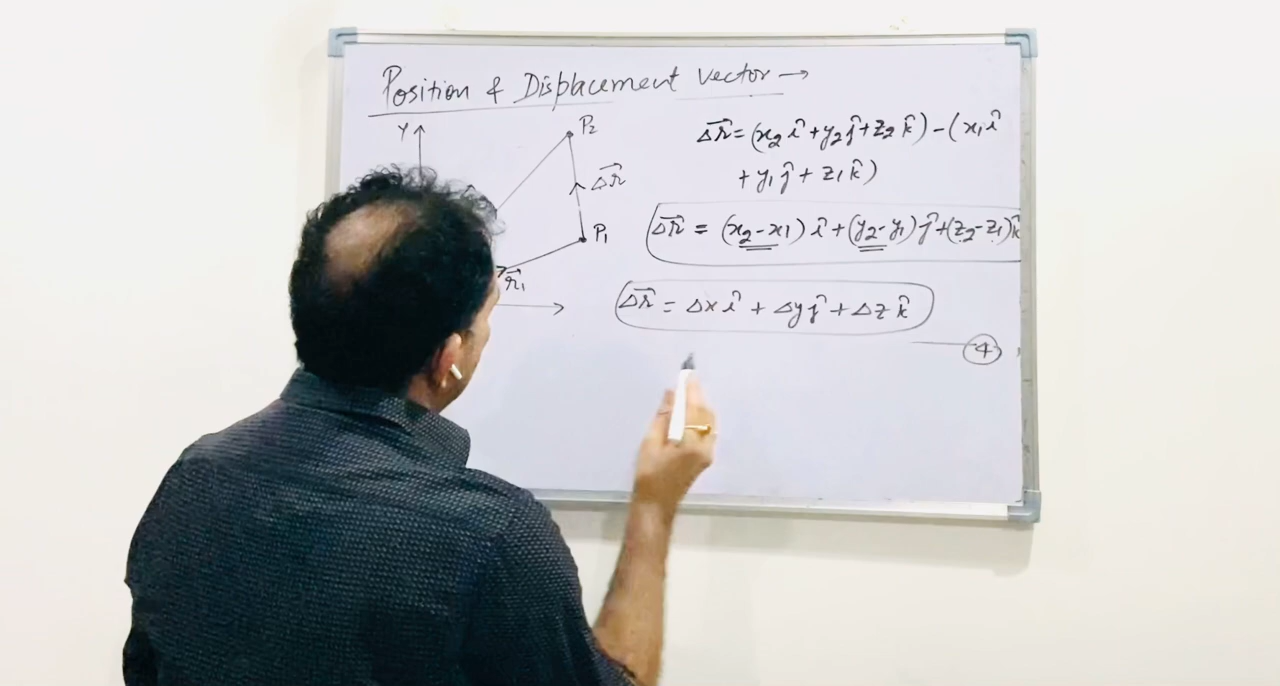 Position & Displacement vector →
Y
P2
Δr⃗
P1
r⃗1
Δr⃗ = (x2 î + y2 ĵ + z2 k̂) − (x1 î
+ y1 ĵ + z1 k̂)
Δr⃗ = (x2 − x1) î + (y2 − y1) ĵ + (z2 − z1) k̂
Δr⃗ = Δx î + Δy ĵ + Δz k̂
4